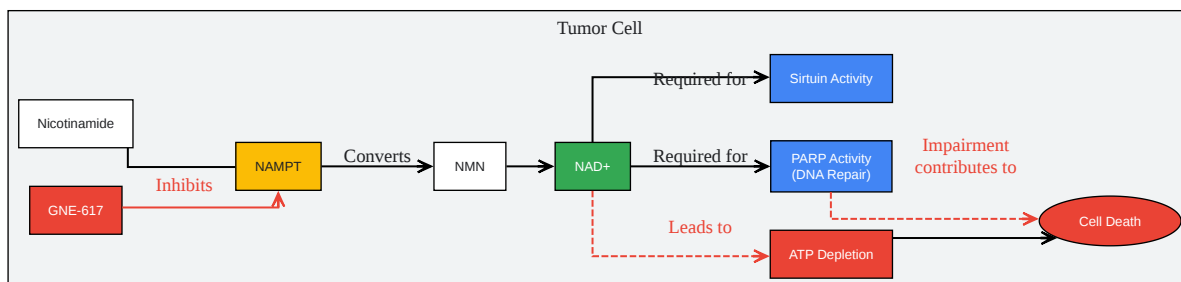 Tumor Cell
Required for
Sirtuin Activity
Nicotinamide
NAMPT
Converts
NMN
NAD+
Required for
PARP Activity
(DNA Repair)
Impairment
contributes to
GNE-617
Inhibits
Leads to
ATP Depletion
Cell Death